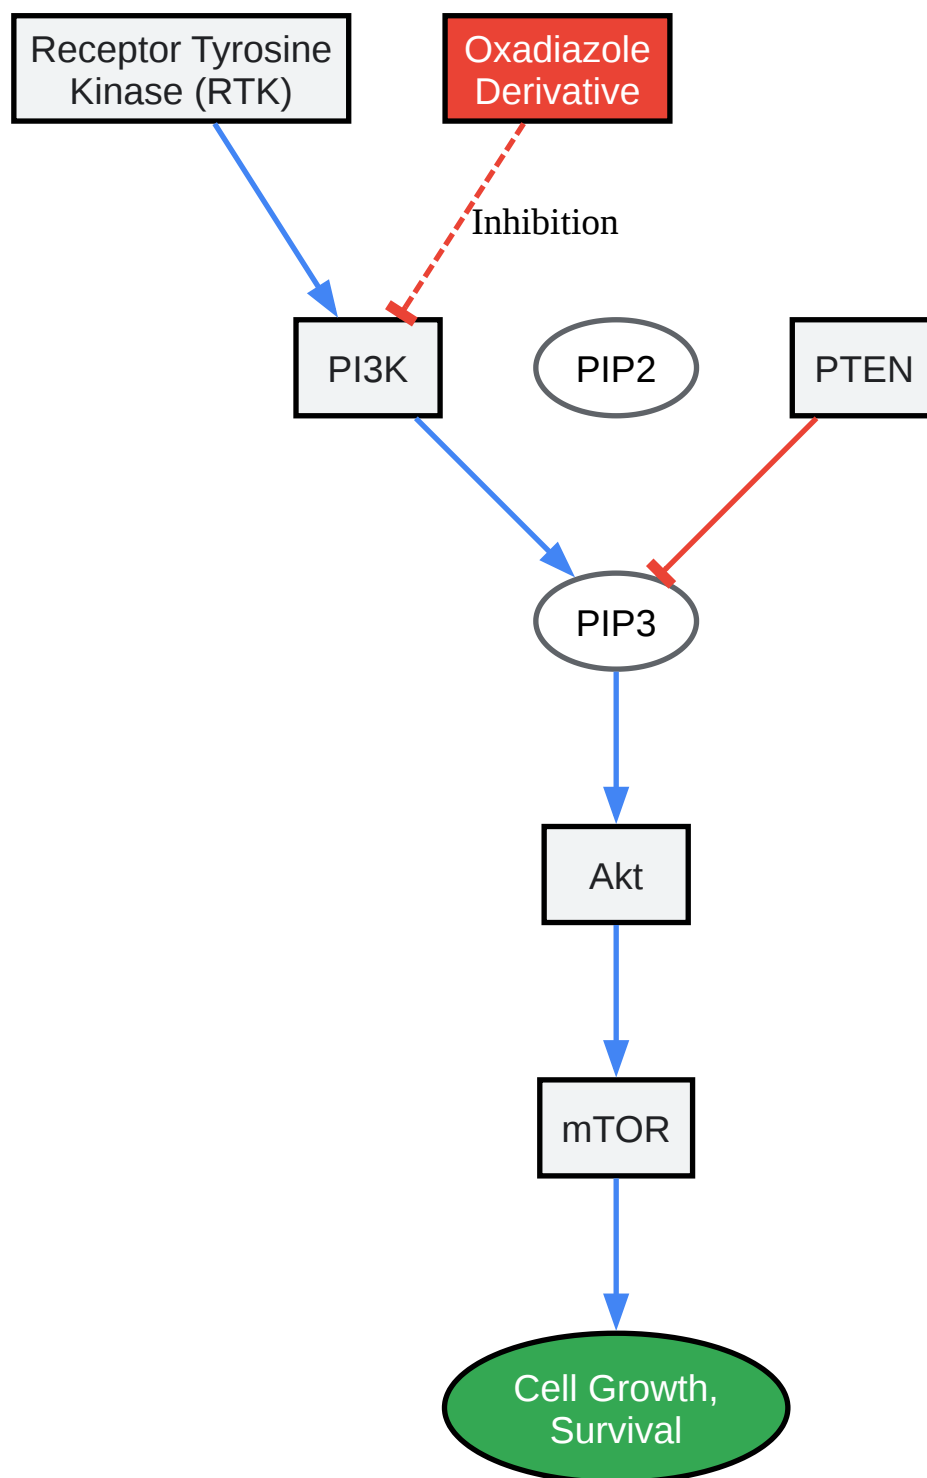 Receptor Tyrosine
Kinase (RTK)
Oxadiazole
Derivative
Inhibition
PI3K
PIP2
PTEN
PIP3
Akt
mTOR
Cell Growth,
Survival